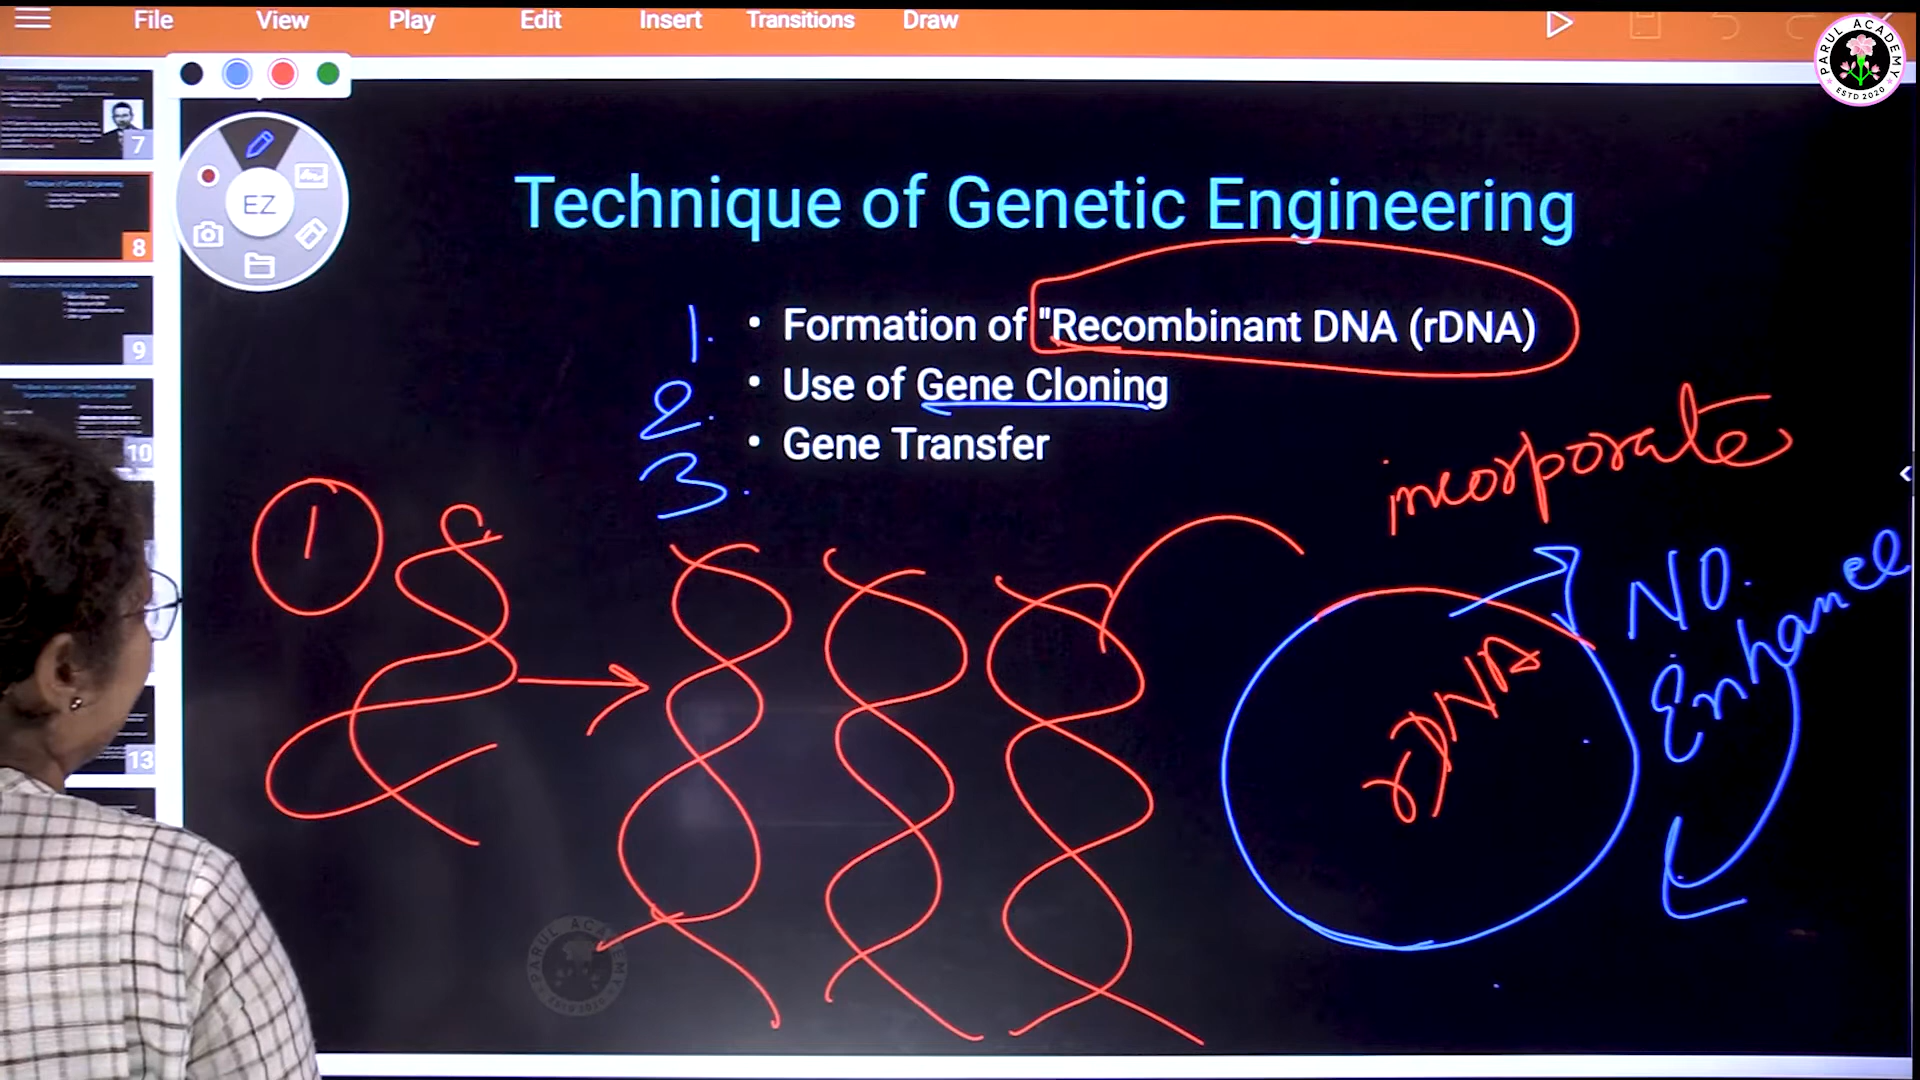 File View Play Edit Insert Transitions Draw
PARUL ACADEMY
ESTD 2020
7
8
9
10
13
EZ
Technique of Genetic Engineering
1. • Formation of "Recombinant DNA (rDNA)
2. • Use of Gene Cloning
3. • Gene Transfer
incorporate
1
NO.
Enhance
rDNA
PARUL ACADEMY